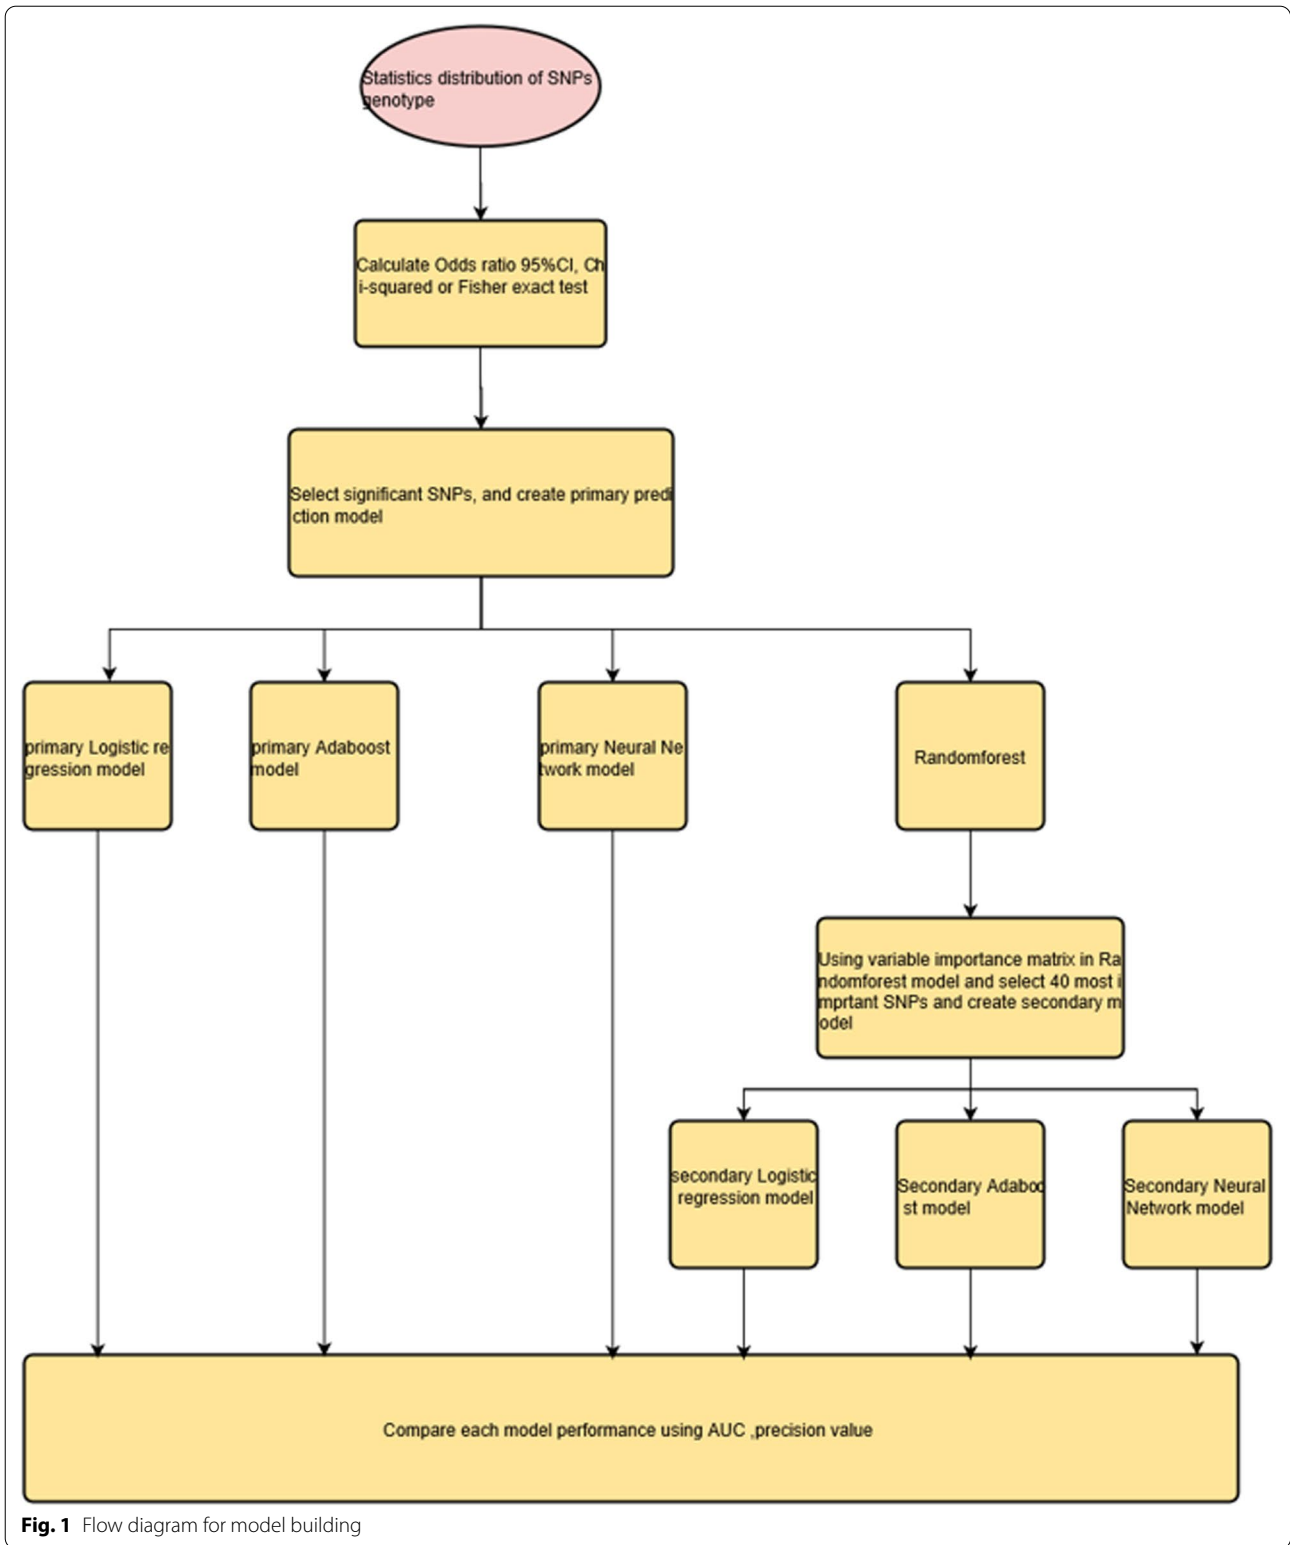 Statistics distribution of SNPs
genotype
Calculate Odds ratio 95%CI, Ch
i-squared or Fisher exact test
Select significant SNPs, and create primary predi
ction model
primary Logistic re
gression model
primary Adaboost
model
primary Neural Ne
twork model
Randomforest
Using variable importance matrix in Ra
ndomforest model and select 40 most i
mprtant SNPs and create secondary m
odel
secondary Logistic
regression model
Secondary Adaboo
st model
Secondary Neural
Network model
Compare each model performance using AUC ,precision value
Fig. 1 Flow diagram for model building